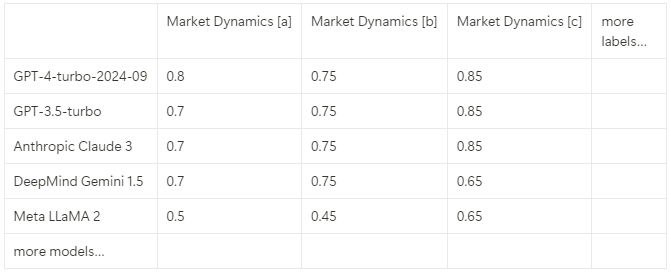 Market Dynamics [a] Market Dynamics [b] Market Dynamics [c] more
labels...
GPT-4-turbo-2024-09 0.8 0.75 0.85
GPT-3.5-turbo 0.7 0.75 0.85
Anthropic Claude 3 0.7 0.75 0.85
DeepMind Gemini 1.5 0.7 0.75 0.65
Meta LLaMA 2 0.5 0.45 0.65
more models...